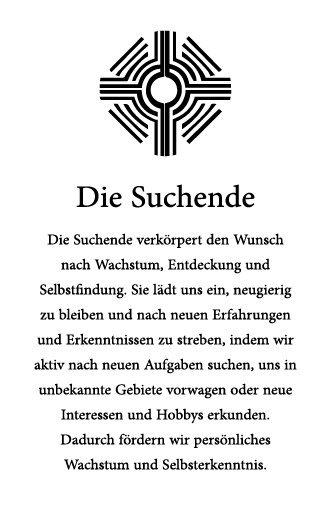 Die Suchende
Die Suchende verkörpert den Wunsch
nach Wachstum, Entdeckung und
Selbstfindung. Sie lädt uns ein, neugierig
zu bleiben und nach neuen Erfahrungen
und Erkenntnissen zu streben, indem wir
aktiv nach neuen Aufgaben suchen, uns in
unbekannte Gebiete vorwagen oder neue
Interessen und Hobbys erkunden.
Dadurch fördern wir persönliches
Wachstum und Selbsterkenntnis.